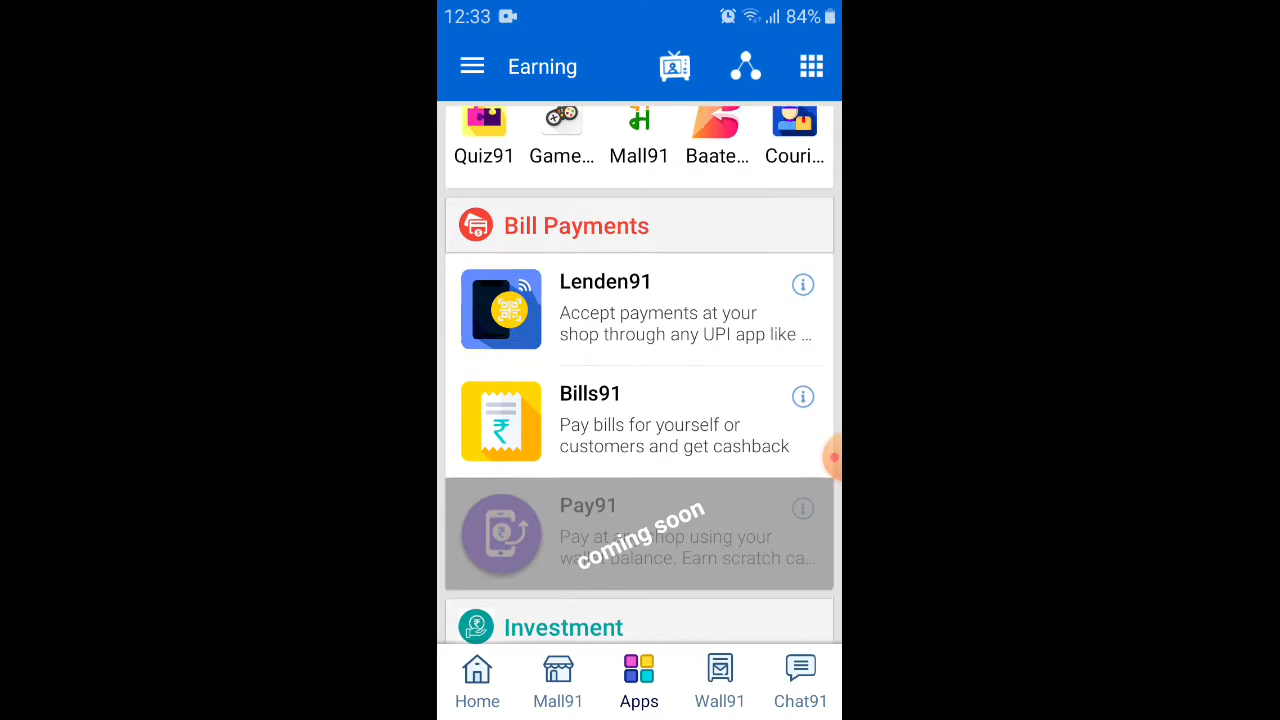 12:33 84%
Earning
Quiz91 Game... Mall91 Baate... Couri...
Bill Payments
Lenden91
Accept payments at your
shop through any UPI app like ...
Bills91
₹
Pay bills for yourself or
customers and get cashback
Pay91
Pay at any shop using your
wallet balance. Earn scratch ca...
coming soon
Investment
Home Mall91 Apps Wall91 Chat91